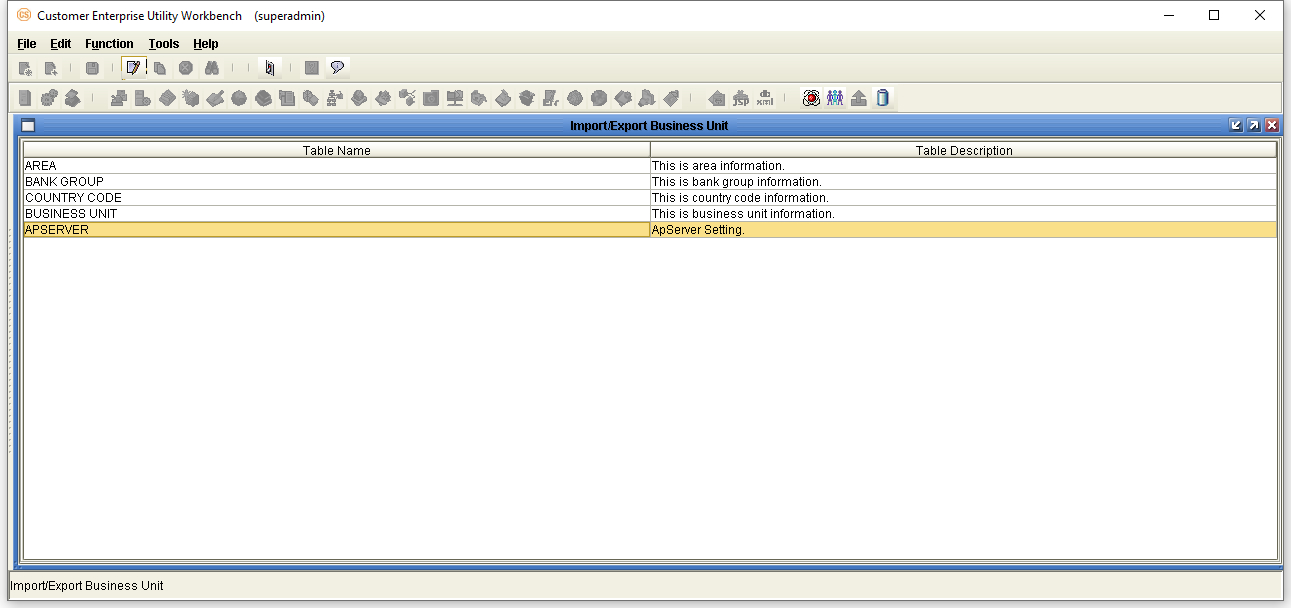 CS Customer Enterprise Utility Workbench (superadmin)
File Edit Function Tools Help
JSP db xml
Import/Export Business Unit
Table Name Table Description
AREA This is area information.
BANK GROUP This is bank group information.
COUNTRY CODE This is country code information.
BUSINESS UNIT This is business unit information.
APSERVER ApServer Setting.
Import/Export Business Unit